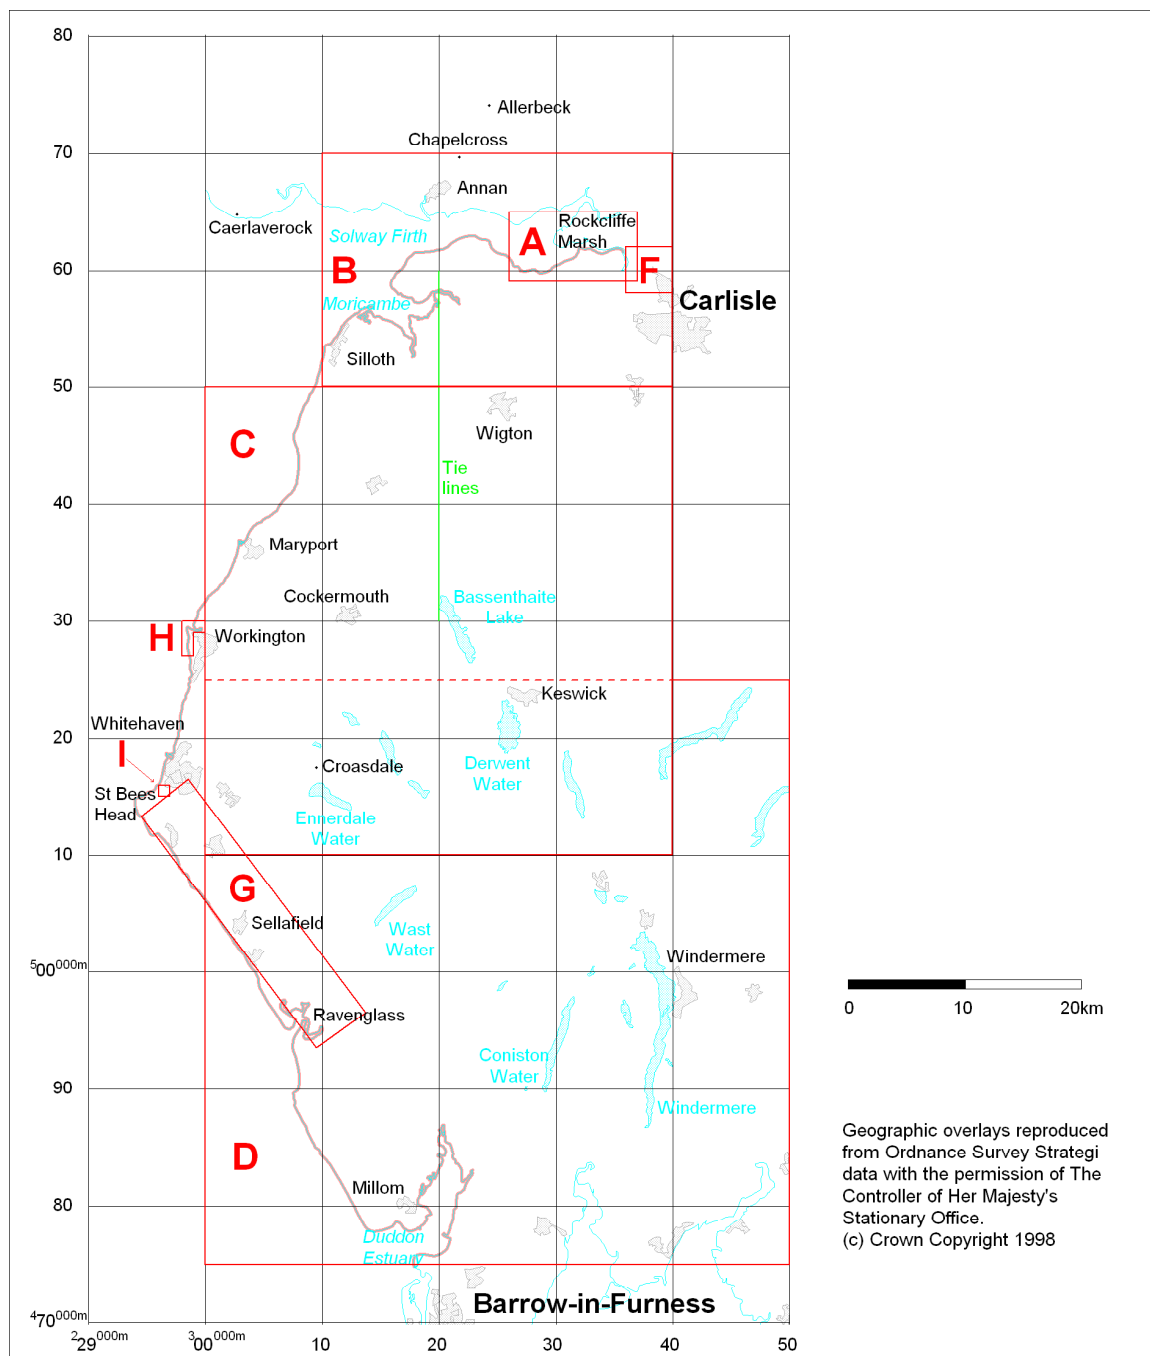 80
Allerbeck
Chapelcross
70
Annan
Caerlaverock
Rockcliffe
Marsh
Solway Firth
A
B
F
60
Moricambe
Carlisle
Silloth
50
C
Wigton
Tie
lines
40
Maryport
Cockermouth
Bassenthaite
Lake
30
H
Workington
Keswick
Whitehaven
20
I
Croasdale
Derwent
Water
St Bees
Head
Ennerdale
Water
10
G
Sellafield
Wast
Water
Windermere
500000m
0
10
20km
Ravenglass
Coniston
Water
90
Windermere
Geographic overlays reproduced
from Ordnance Survey Strategi
data with the permission of The
Controller of Her Majesty's
Stationary Office.
(c) Crown Copyright 1998
D
Millom
80
Duddon
Estuary
Barrow-in-Furness
470000m
229000m
300000m
10
20
30
40
50